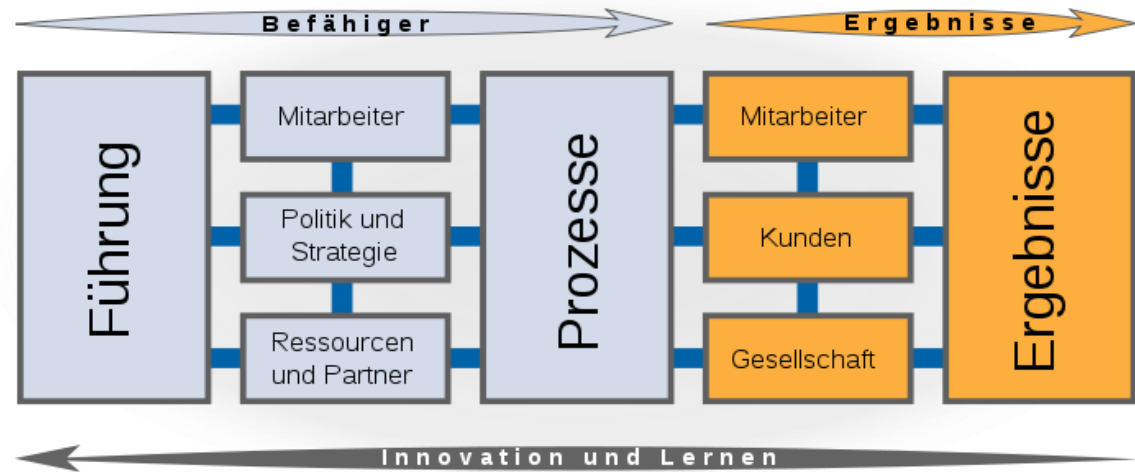 Befähiger
Ergebnisse
Führung
Mitarbeiter
Politik und
Strategie
Ressourcen
und Partner
Prozesse
Mitarbeiter
Kunden
Gesellschaft
Ergebnisse
Innovation und Lernen